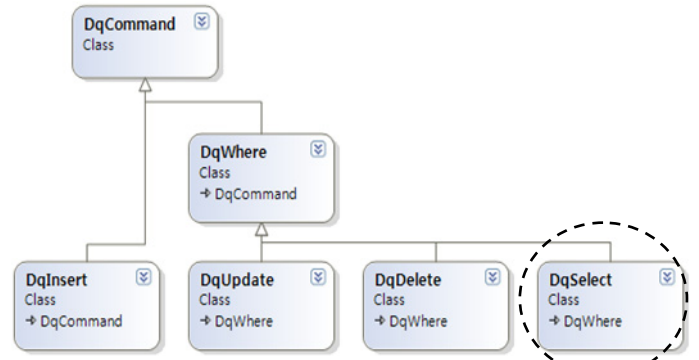 DqCommand
Class
DqWhere
Class
DqCommand
DqInsert
Class
DqCommand
DqUpdate
Class
DqWhere
DqDelete
Class
DqWhere
DqSelect
Class
DqWhere